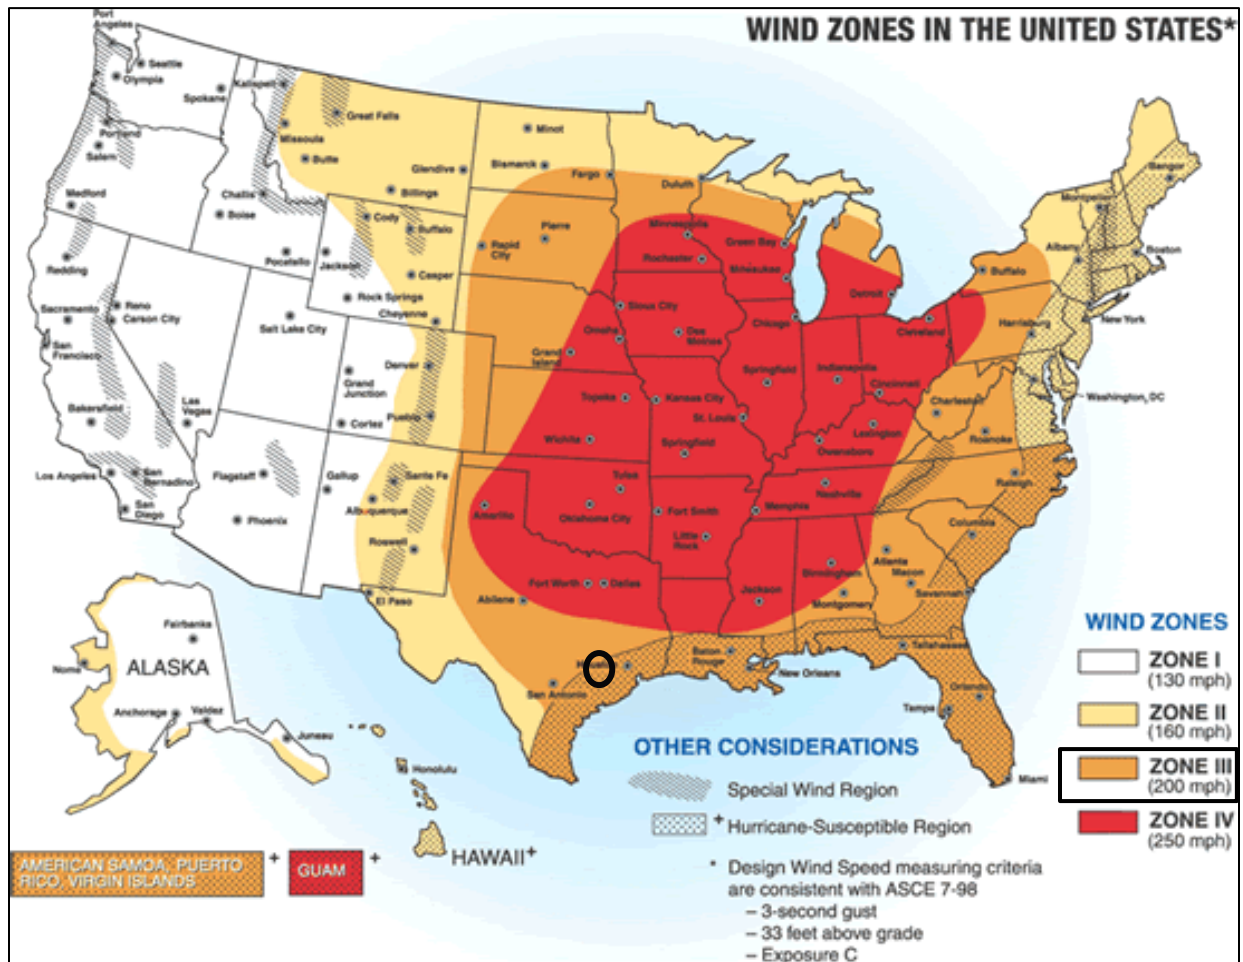 WIND ZONES IN THE UNITED STATES*
Port
Angeles
Seattle
Olympia
Spokane
Kalispell
Great Falls
Missoula
Butte
Glendive
Billings
Portland
Salem
Medford
Challis
Boise
Pocatello
Cody
Buffalo
Jackson
Casper
Rock Springs
Cheyenne
Redding
Reno
Carson City
Sacramento
San
Francisco
Salt Lake City
Denver
Grand
Junction
Pueblo
Cortez
Las
Vegas
Bakersfield
Los Angeles
San
Bernadino
San
Diego
Flagstaff
Phoenix
Gallup
Sante Fe
Albuquerque
Roswell
El Paso
Minot
Bismarck
Fargo
Duluth
Pierre
Rapid
City
Minneapolis
Rochester
Green Bay
Milwaukee
Sioux City
Omaha
Des
Moines
Grand
Island
Chicago
Detroit
Cleveland
Buffalo
Albany
Montpelier
Bangor
Boston
New York
Harrisburg
Washington, DC
Springfield
Indianapolis
Cincinnati
Charleston
Roanoke
Topeka
Kansas City
St. Louis
Lexington
Owensboro
Wichita
Springfield
Raleigh
Tulsa
Nashville
Amarillo
Oklahoma City
Fort Smith
Memphis
Columbia
Little
Rock
Atlanta
Macon
Birmingham
Savannah
Fort Worth
Dallas
Abilene
Jackson
Montgomery
Tallahassee
Baton
Rouge
New Orleans
San Antonio
Orlando
Tampa
Miami
Fairbanks
ALASKA
Nome
Anchorage
Valdez
Juneau
Honolulu
HAWAII+
AMERICAN SAMOA, PUERTO
RICO, VIRGIN ISLANDS
+
GUAM
+
OTHER CONSIDERATIONS
Special Wind Region
+ Hurricane-Susceptible Region
* Design Wind Speed measuring criteria
are consistent with ASCE 7-98
– 3-second gust
– 33 feet above grade
– Exposure C
WIND ZONES
ZONE I
(130 mph)
ZONE II
(160 mph)
ZONE III
(200 mph)
ZONE IV
(250 mph)